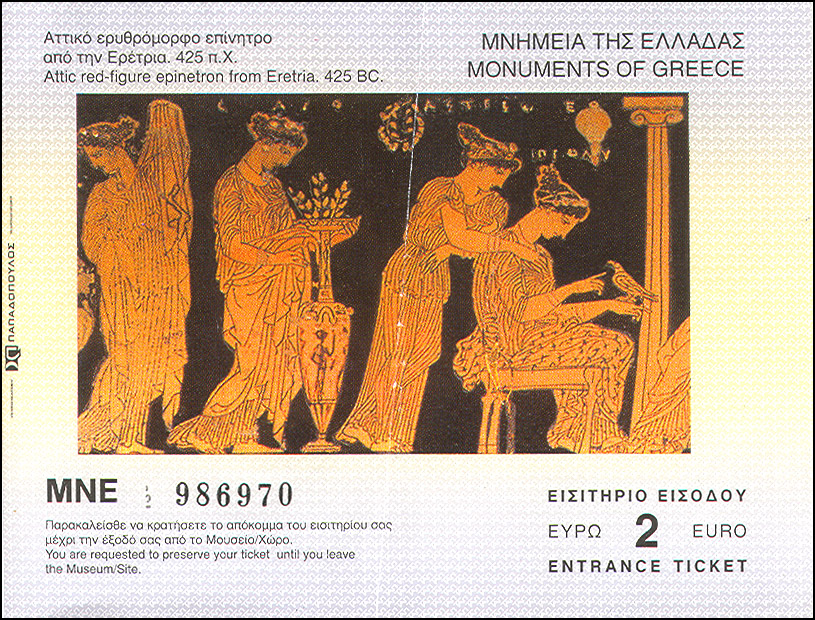 Αττικό ερυθρόμορφο επίνητρο
από την Ερέτρια. 425 π.Χ.
Attic red-figure epinetron from Eretria. 425 BC.
ΜΝΗΜΕΙΑ ΤΗΣ ΕΛΛΑΔΑΣ
MONUMENTS OF GREECE
ΠΑΠΑΔΟΠΟΥΛΟΣ
MNE 986970
Παρακαλείσθε να κρατήσετε το απόκομμα του εισιτηρίου σας
μέχρι την έξοδό σας από το Μουσείο/Χώρο.
You are requested to preserve your ticket until you leave
the Museum/Site.
ΕΙΣΙΤΗΡΙΟ ΕΙΣΟΔΟΥ
ΕΥΡΩ 2 EURO
ENTRANCE TICKET